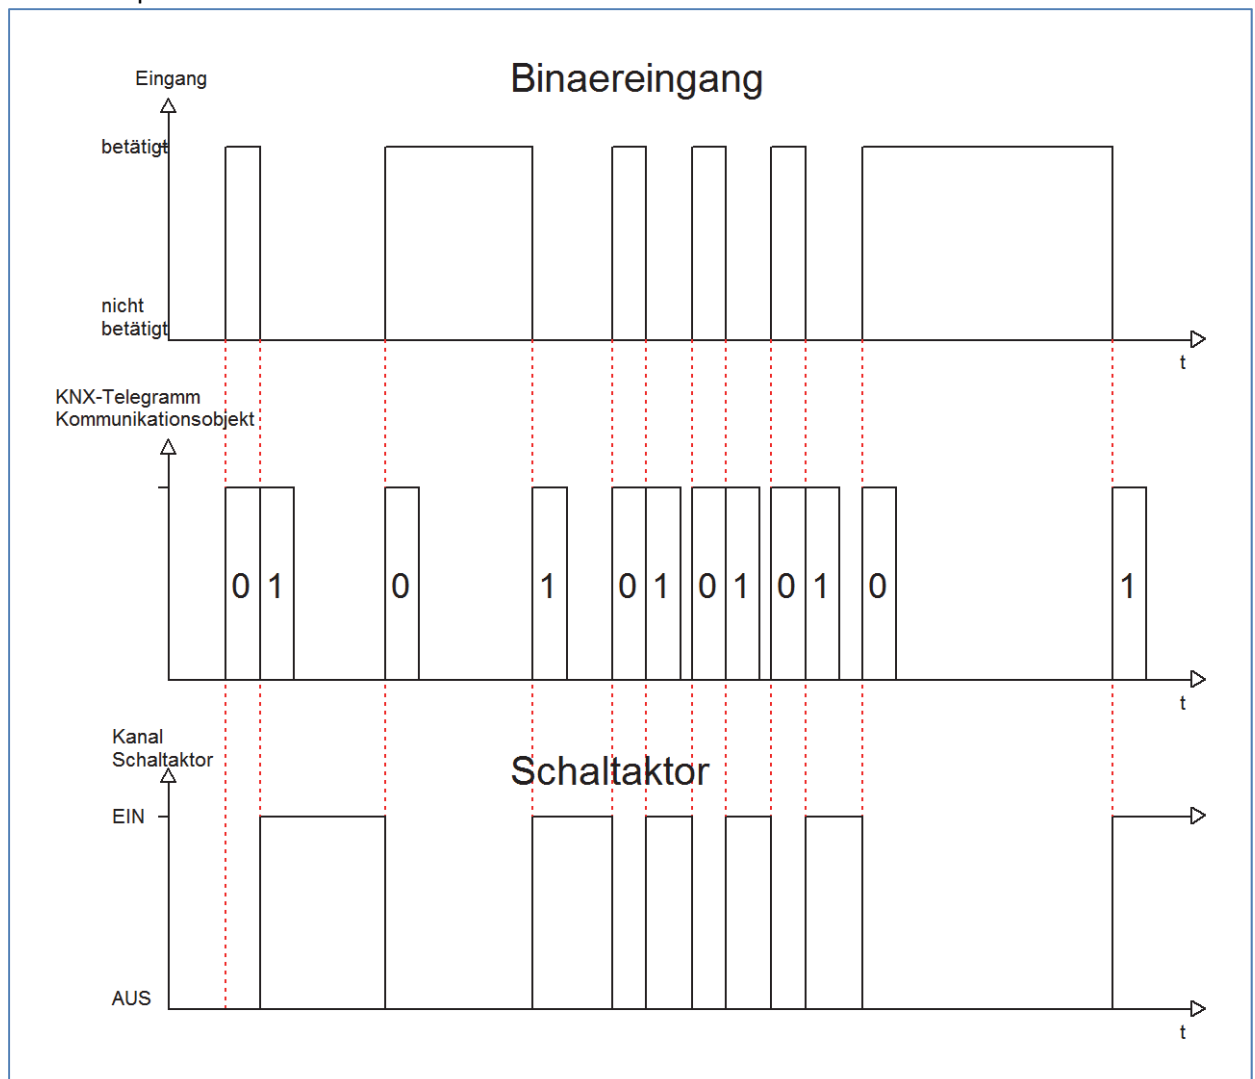 Binaereingang
Eingang
betätigt
nicht
betätigt
t
KNX-Telegramm
Kommunikationsobjekt
0 1 0 1 0 1 0 1 0 1 0 1
t
Kanal
Schaltaktor
Schaltaktor
EIN
AUS
t